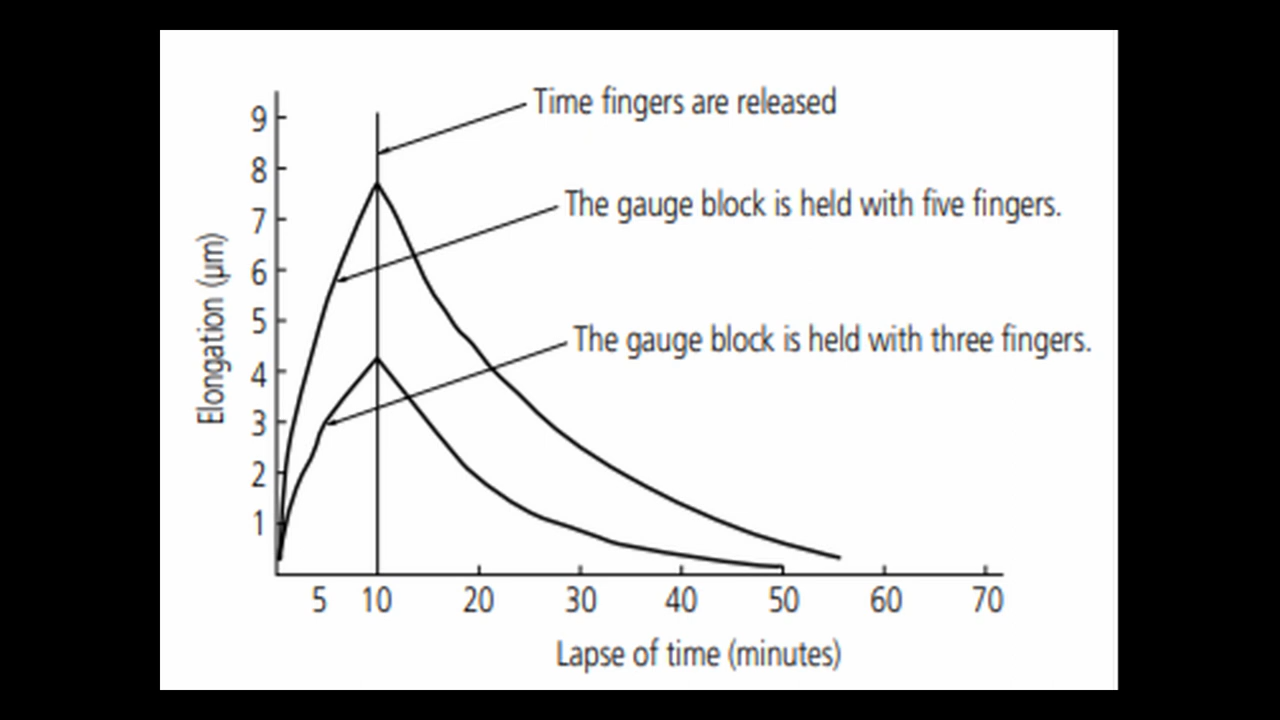 Time fingers are released
The gauge block is held with five fingers.
The gauge block is held with three fingers.
Elongation (μm)
9
8
7
6
5
4
3
2
1
5 10 20 30 40 50 60 70
Lapse of time (minutes)